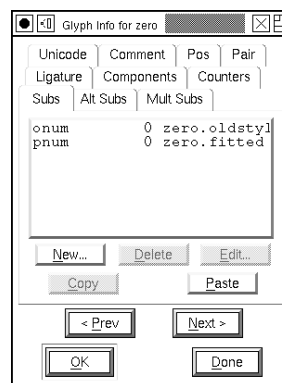 Glyph Info for zero
Unicode Comment Pos Pair
Ligature Components Counters
Subs Alt Subs Mult Subs
onum 0 zero.oldstyl
pnum 0 zero.fitted
New... Delete Edit...
Copy Paste
< Prev Next >
OK Done